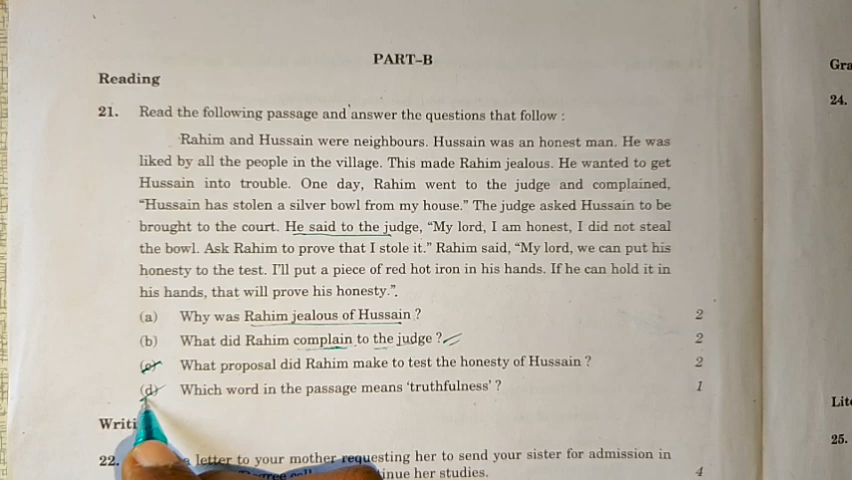 PART–B
Reading
Gra
21. Read the following passage and answer the questions that follow :
24.
Rahim and Hussain were neighbours. Hussain was an honest man. He was
liked by all the people in the village. This made Rahim jealous. He wanted to get
Hussain into trouble. One day, Rahim went to the judge and complained,
“Hussain has stolen a silver bowl from my house.” The judge asked Hussain to be
brought to the court. He said to the judge, “My lord, I am honest, I did not steal
the bowl. Ask Rahim to prove that I stole it.” Rahim said, “My lord, we can put his
honesty to the test. I'll put a piece of red hot iron in his hands. If he can hold it in
his hands, that will prove his honesty.”.
(a) Why was Rahim jealous of Hussain ? 2
(b) What did Rahim complain to the judge ? 2
(c) What proposal did Rahim make to test the honesty of Hussain ? 2
(d) Which word in the passage means ‘truthfulness’ ? 1
Lite
Writi
25.
22. letter to your mother requesting her to send your sister for admission in
her studies. 4